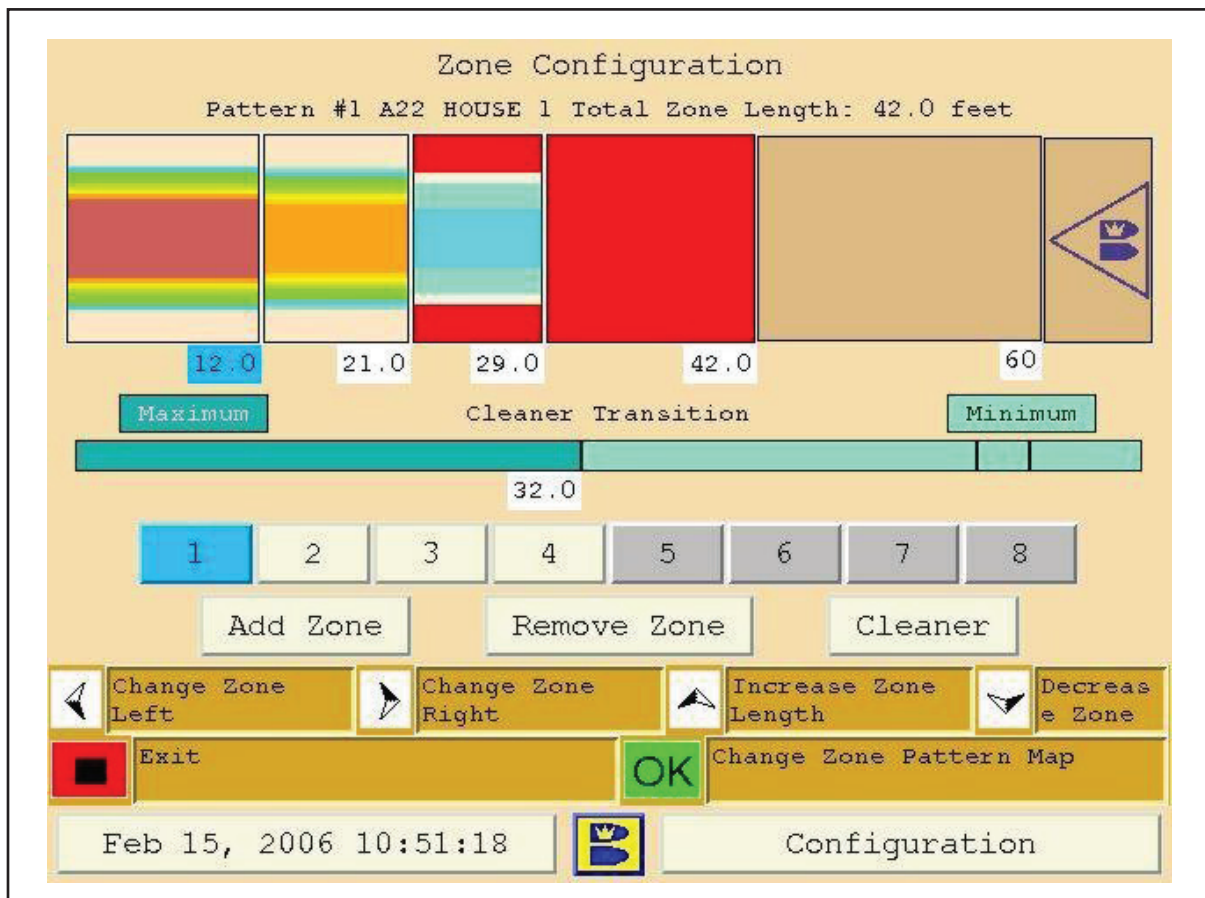 Zone Configuration
Pattern #1 A22 HOUSE 1 Total Zone Length: 42.0 feet
12.0 21.0 29.0 42.0 60
Maximum Cleaner Transition Minimum
32.0
1 2 3 4 5 6 7 8
Add Zone Remove Zone Cleaner
Change Zone
Left
Change Zone
Right
Increase Zone
Length
Decreas
e Zone
Exit
OK Change Zone Pattern Map
Feb 15, 2006 10:51:18 Configuration